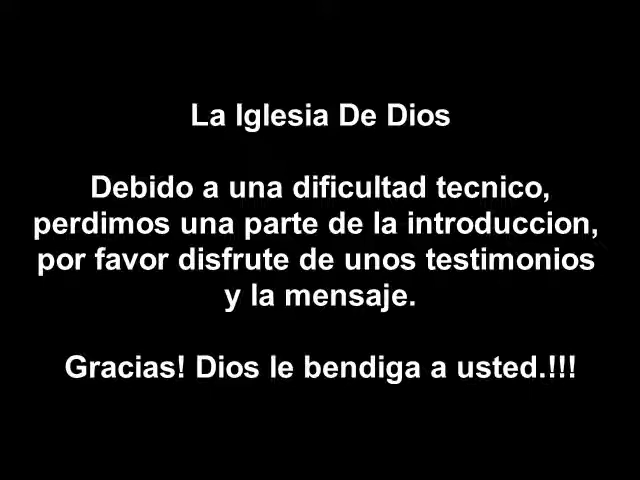 La Iglesia De Dios
Debido a una dificultad tecnico,
perdimos una parte de la introduccion,
por favor disfrute de unos testimonios
y la mensaje.
Gracias! Dios le bendiga a usted.!!!